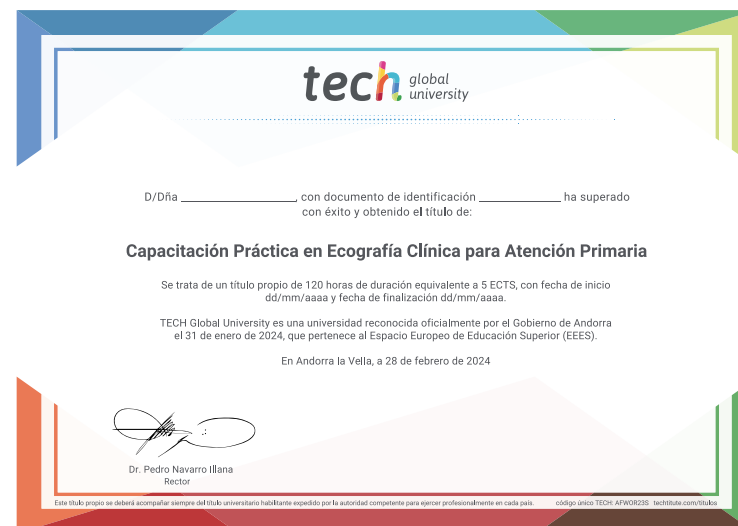 tech global university
D/Dña ______________, con documento de identificación __________ ha superado
con éxito y obtenido el título de:
Capacitación Práctica en Ecografía Clínica para Atención Primaria
Se trata de un título propio de 120 horas de duración equivalente a 5 ECTS, con fecha de inicio
dd/mm/aaaa y fecha de finalización dd/mm/aaaa.
TECH Global University es una universidad reconocida oficialmente por el Gobierno de Andorra
el 31 de enero de 2024, que pertenece al Espacio Europeo de Educación Superior (EEES).
En Andorra la Vella, a 28 de febrero de 2024
Dr. Pedro Navarro Illana
Rector
Este título propio se deberá acompañar siempre del título universitario habilitante expedido por la autoridad competente para ejercer profesionalmente en cada país. código único TECH: AFWOR23S techtitute.com/titulos